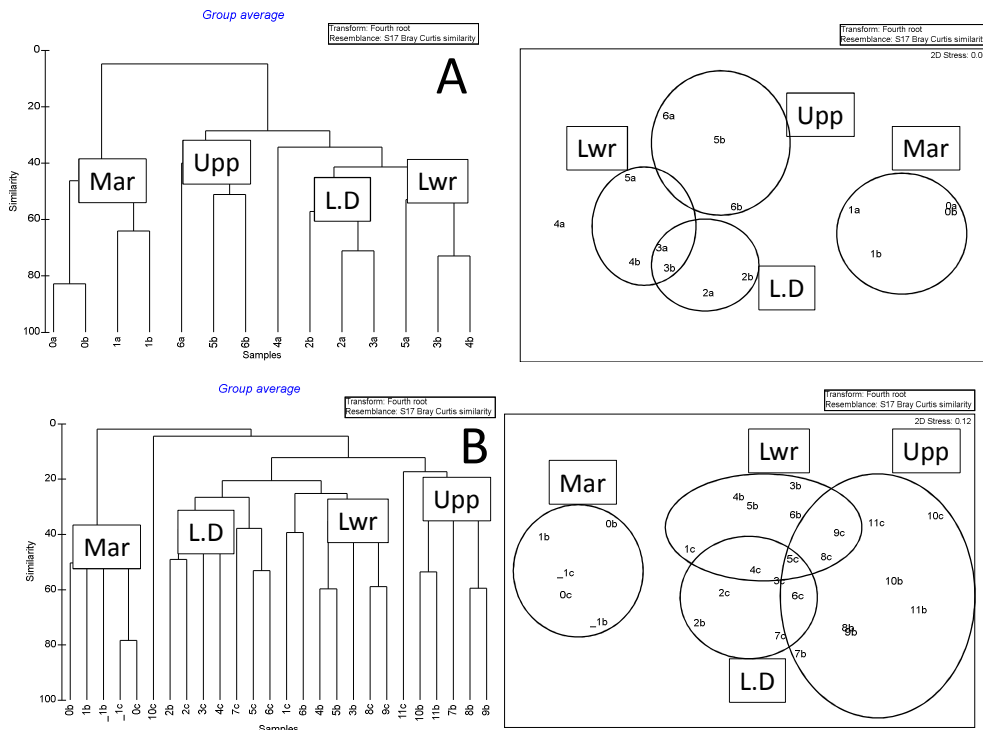 Group average
Transform: Fourth root
Resemblance: S17 Bray Curtis similarity
A
0
20
40
60
80
100
Similarity
Mar
Upp
L.D
Lwr
0a 0b 1a 1b 6a 5b 6b 4a 2b 2a 3a 5a 3b 4b
Samples
Transform: Fourth root
Resemblance: S17 Bray Curtis
2D Stress: 0.0
Upp
Lwr
Mar
6a
5b
5a
6b
4a
3a
4b
3b
2b
2a
L.D
1a
0a
0b
1b
Group average
Transform: Fourth root
Resemblance: S17 Bray Curtis similarity
B
0
20
40
60
80
100
Similarity
Mar
L.D
Lwr
Upp
0b 1b _1b _1c 0c 10c 2b 2c 3c 4c 7c 5c 6c 1c 6b 4b 5b 3b 8c 9c 11c 10b 11b 7b 8b 9b
Samples
Transform: Fourth root
Resemblance: S17 Bray Curtis similarity
2D Stress: 0.12
Lwr
Upp
Mar
0b
1b
_1c
0c
_1b
3b
4b
5b
6b
11c
10c
9c
1c
5c
8c
4c
3c
10b
2c
6c
11b
2b
7c
8b
9b
7b
L.D